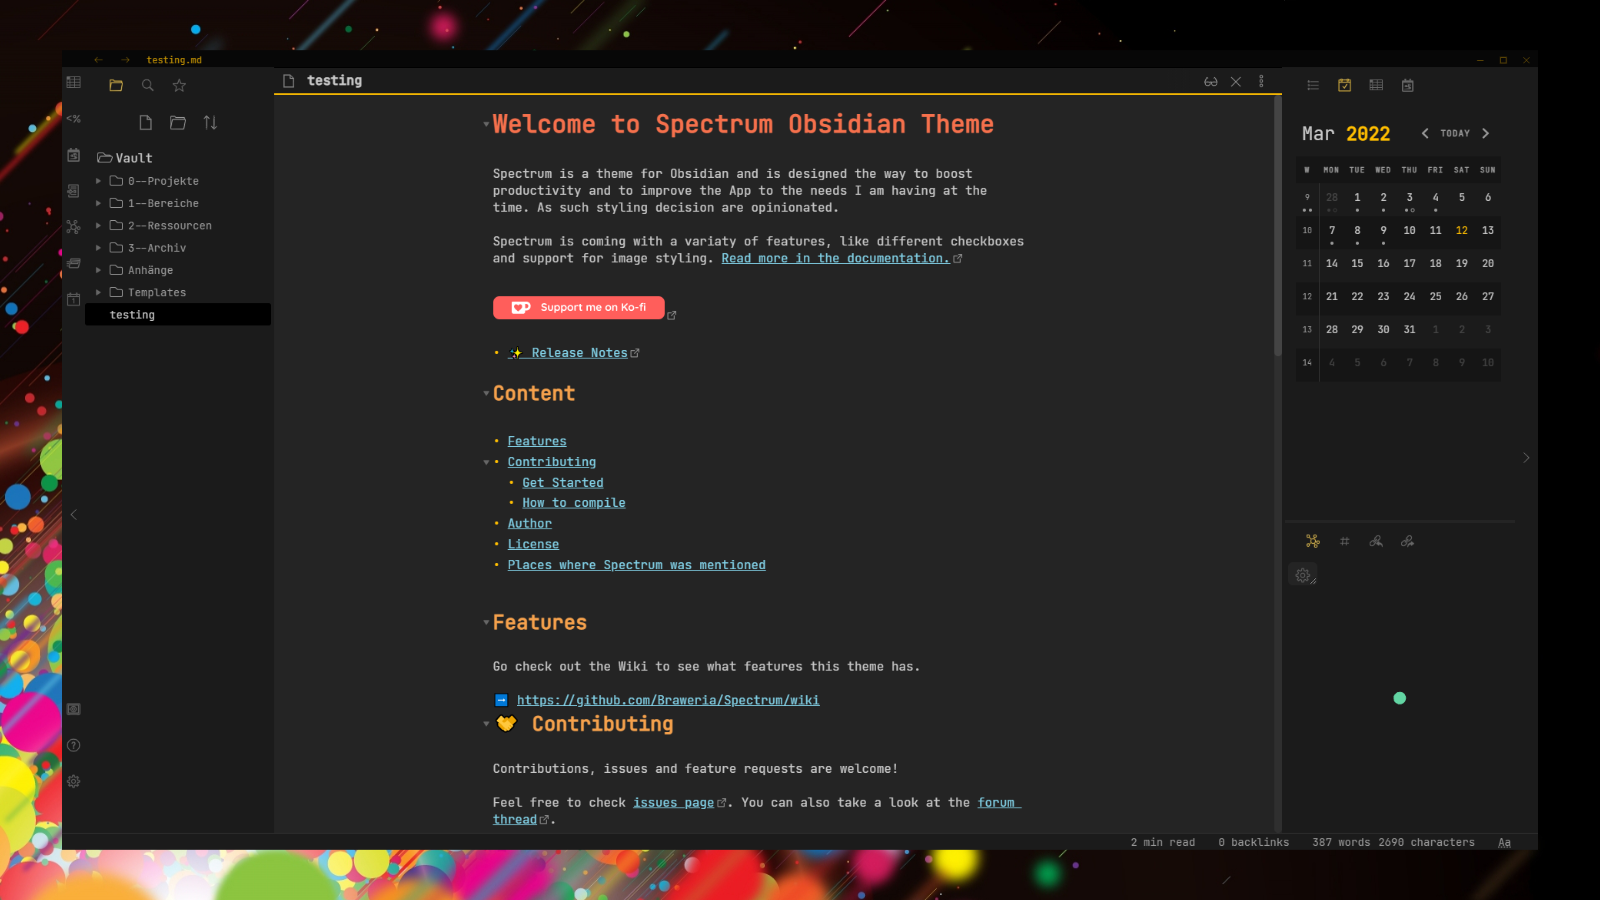 testing.md
testing
<%
Vault
0--Projekte
1--Bereiche
2--Ressourcen
3--Archiv
Anhänge
Templates
testing
Welcome to Spectrum Obsidian Theme
Spectrum is a theme for Obsidian and is designed the way to boost
productivity and to improve the App to the needs I am having at the
time. As such styling decision are opinionated.
Spectrum is coming with a variaty of features, like different checkboxes
and support for image styling. Read more in the documentation.
Support me on Ko-fi
• ✨ Release Notes
Content
• Features
• Contributing
• Get Started
• How to compile
• Author
• License
• Places where Spectrum was mentioned
Features
Go check out the Wiki to see what features this theme has.
➡ https://github.com/Braweria/Spectrum/wiki
🤝 Contributing
Contributions, issues and feature requests are welcome!
Feel free to check issues page. You can also take a look at the forum
thread.
Mar 2022
TODAY
W MON TUE WED THU FRI SAT SUN
9 28 1 2 3 4 5 6
10 7 8 9 10 11 12 13
11 14 15 16 17 18 19 20
12 21 22 23 24 25 26 27
13 28 29 30 31 1 2 3
14 4 5 6 7 8 9 10
#
2 min read 0 backlinks 387 words 2690 characters Aa